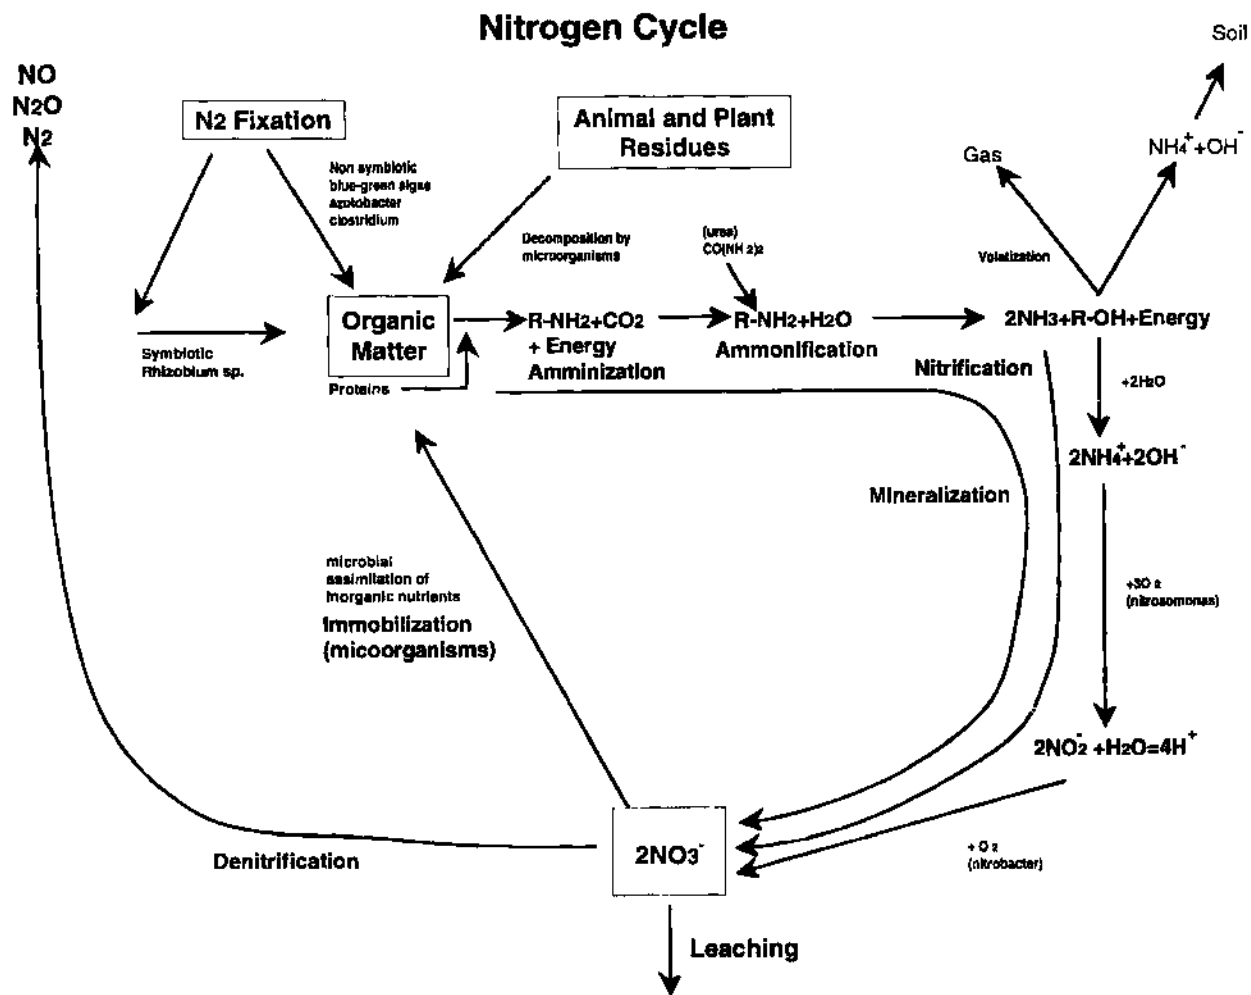 Nitrogen Cycle
Soil
NO
N2O
N2
N2 Fixation
Animal and Plant
Residues
NH4+ +OH-
Gas
Non symbiotic
blue-green algae
azotobacter
clostridium
Decomposition by
microorganisms
(urea)
CO(NH2)2
Volatization
Organic
Matter
R-NH2+CO2
+ Energy
Amminization
R-NH2+H2O
Ammonification
2NH3+R-OH+Energy
Symbiotic
Rhizobium sp.
Proteins
Nitrification
+2H2O
2NH4+ +2OH-
Mineralization
microbial
assimilation of
inorganic nutrients
Immobilization
(micoorganisms)
+3O2
(nitrosomonas)
2NO2- +H2O=4H+
2NO3-
Denitrification
+ O2
(nitrobacter)
Leaching